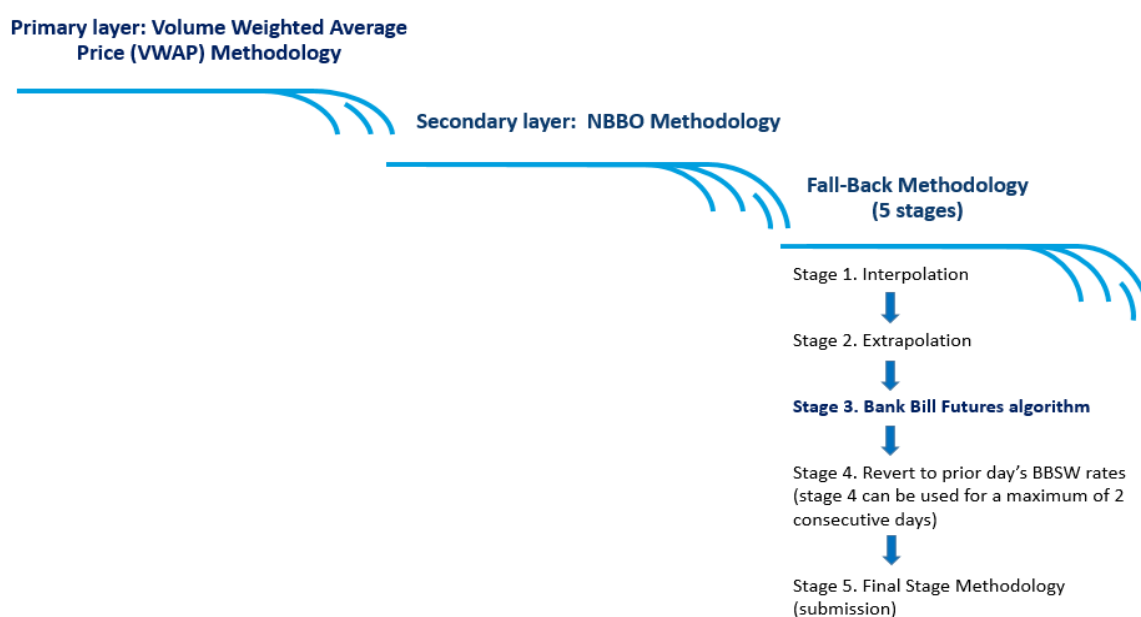 Primary layer: Volume Weighted Average
Price (VWAP) Methodology
Secondary layer:  NBBO Methodology
Fall-Back Methodology
(5 stages)
Stage 1. Interpolation
Stage 2. Extrapolation
Stage 3. Bank Bill Futures algorithm
Stage 4. Revert to prior day’s BBSW rates
(stage 4 can be used for a maximum of 2
consecutive days)
Stage 5. Final Stage Methodology
(submission)